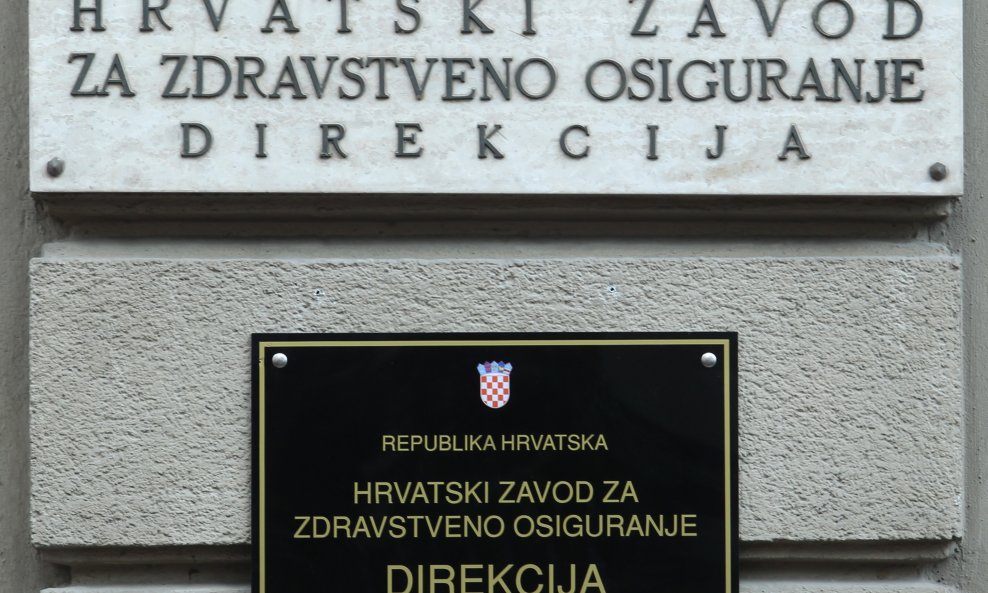 HRVATSKI ZAVOD
ZA ZDRAVSTVENO OSIGURANJE
DIREKCIJA
REPUBLIKA HRVATSKA
HRVATSKI ZAVOD ZA
ZDRAVSTVENO OSIGURANJE
DIREKCIJA